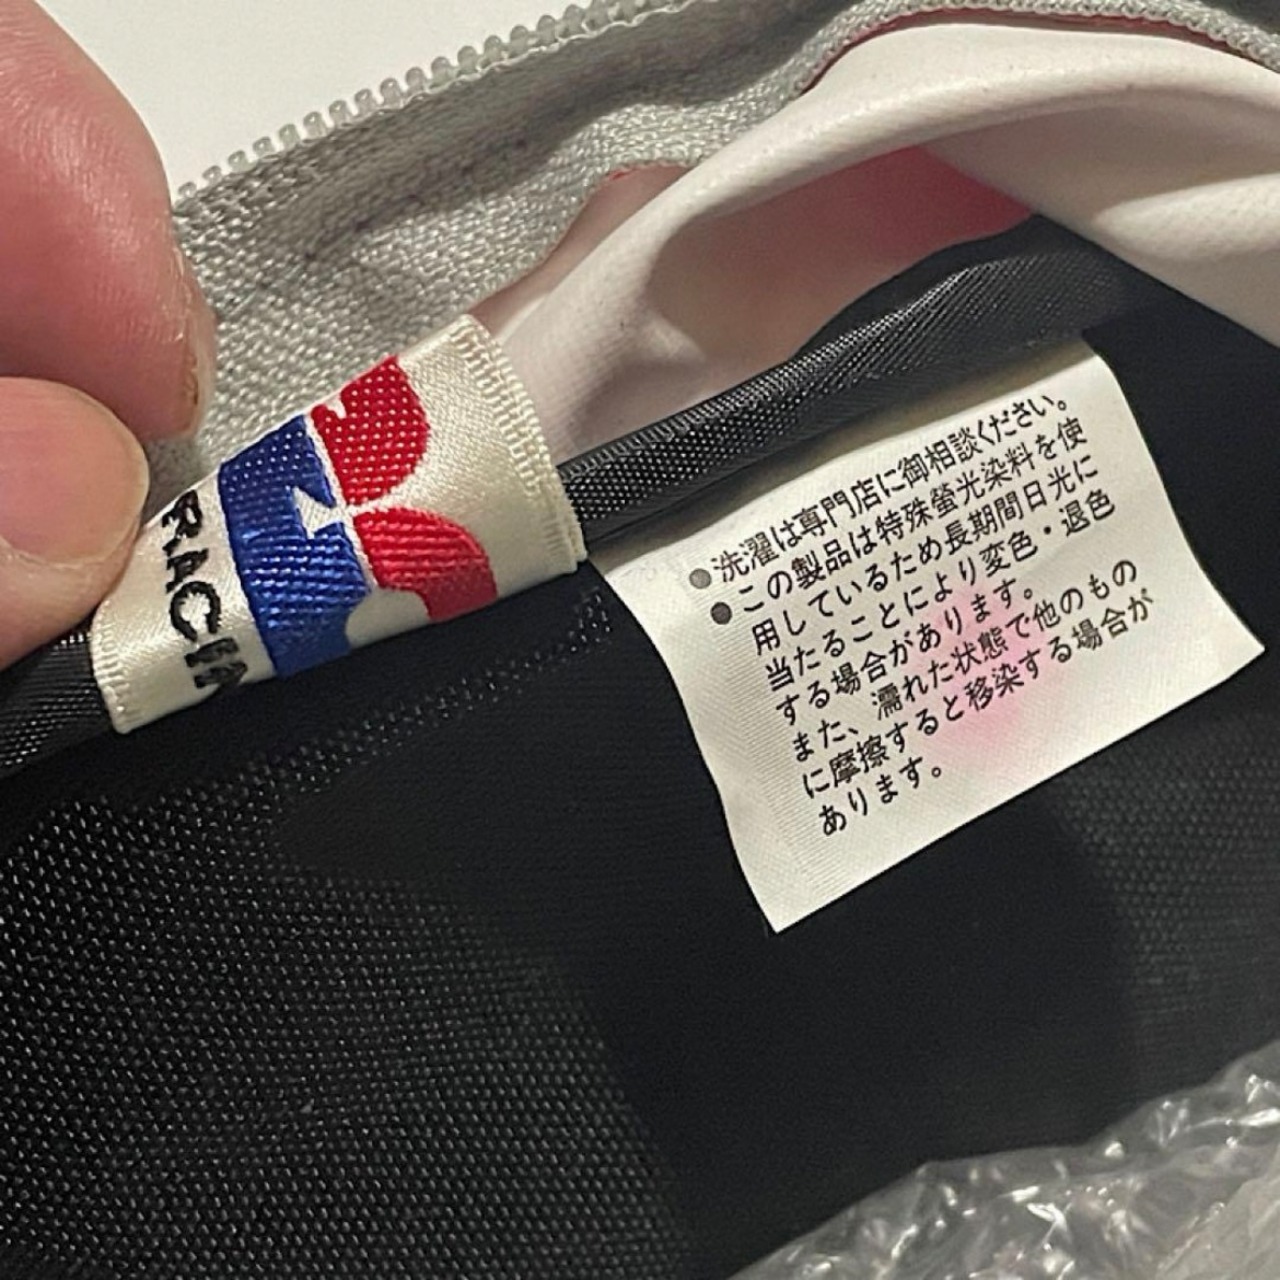 ●洗濯は専門店に御相談ください。
●この製品は特殊螢光染料を使
用しているため長期間日光に
当たることにより変色・退色
する場合があります。
また、濡れた状態で他のもの
に摩擦すると移染する場合が
あります。